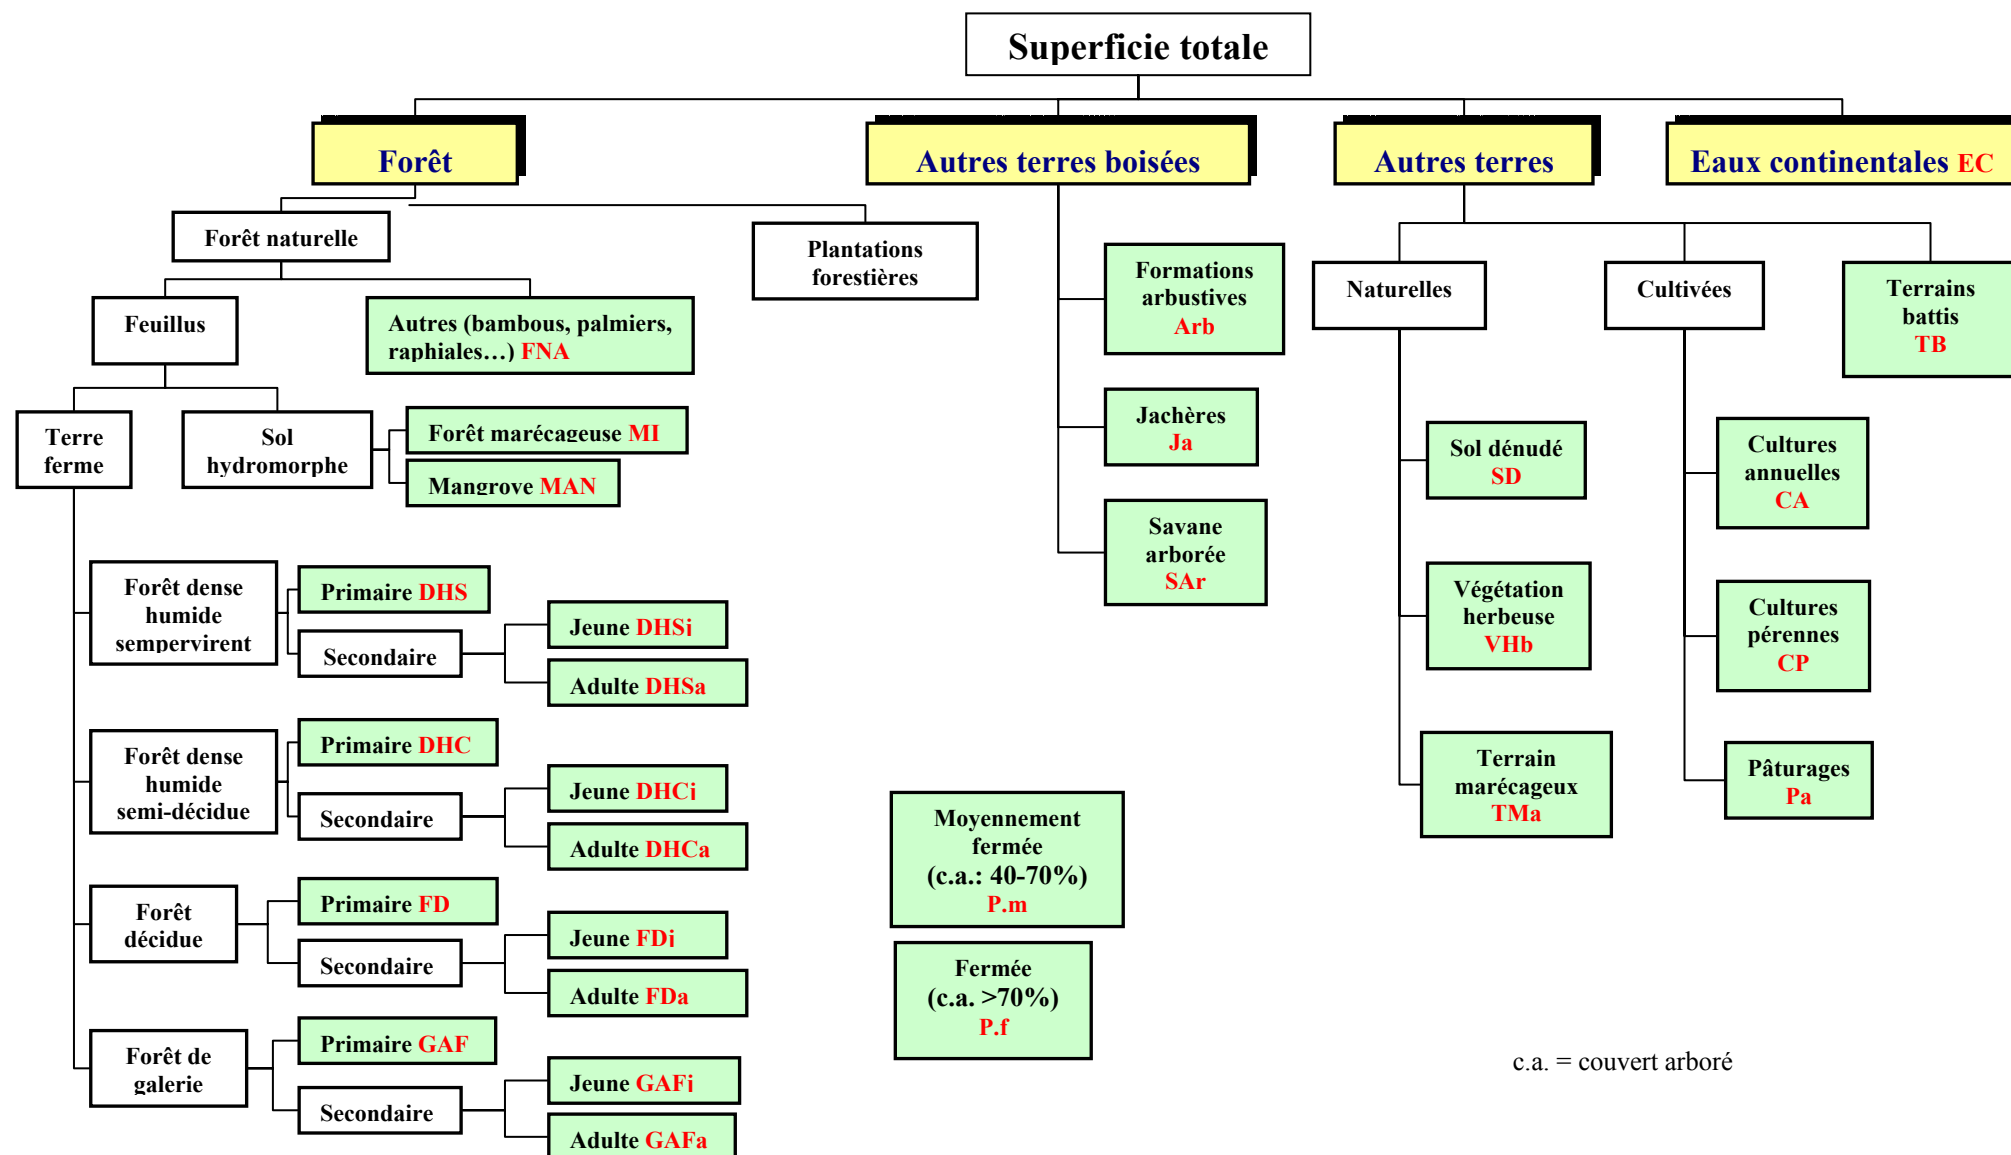 Superficie totale
Forêt
Autres terres boisées
Autres terres
Eaux continentales EC
Forêt naturelle
Plantations
forestières
Feuillus
Autres (bambous, palmiers,
raphiales…) FNA
Terre
ferme
Sol
hydromorphe
Forêt marécageuse MI
Mangrove MAN
Forêt dense
humide
sempervirent
Primaire DHS
Secondaire
Jeune DHSj
Adulte DHSa
Forêt dense
humide
semi-décidue
Primaire DHC
Secondaire
Jeune DHCj
Adulte DHCa
Forêt
décidue
Primaire FD
Secondaire
Jeune FDj
Adulte FDa
Forêt de
galerie
Primaire GAF
Secondaire
Jeune GAFj
Adulte GAFa
Moyennement
fermée
(c.a.: 40-70%)
P.m
Fermée
(c.a. >70%)
P.f
Formations
arbustives
Arb
Jachères
Ja
Savane
arborée
SAr
Naturelles
Sol dénudé
SD
Végétation
herbeuse
VHb
Terrain
marécageux
TMa
Cultivées
Cultures
annuelles
CA
Cultures
pérennes
CP
Pâturages
Pa
Terrains
battis
TB
c.a. = couvert arboré